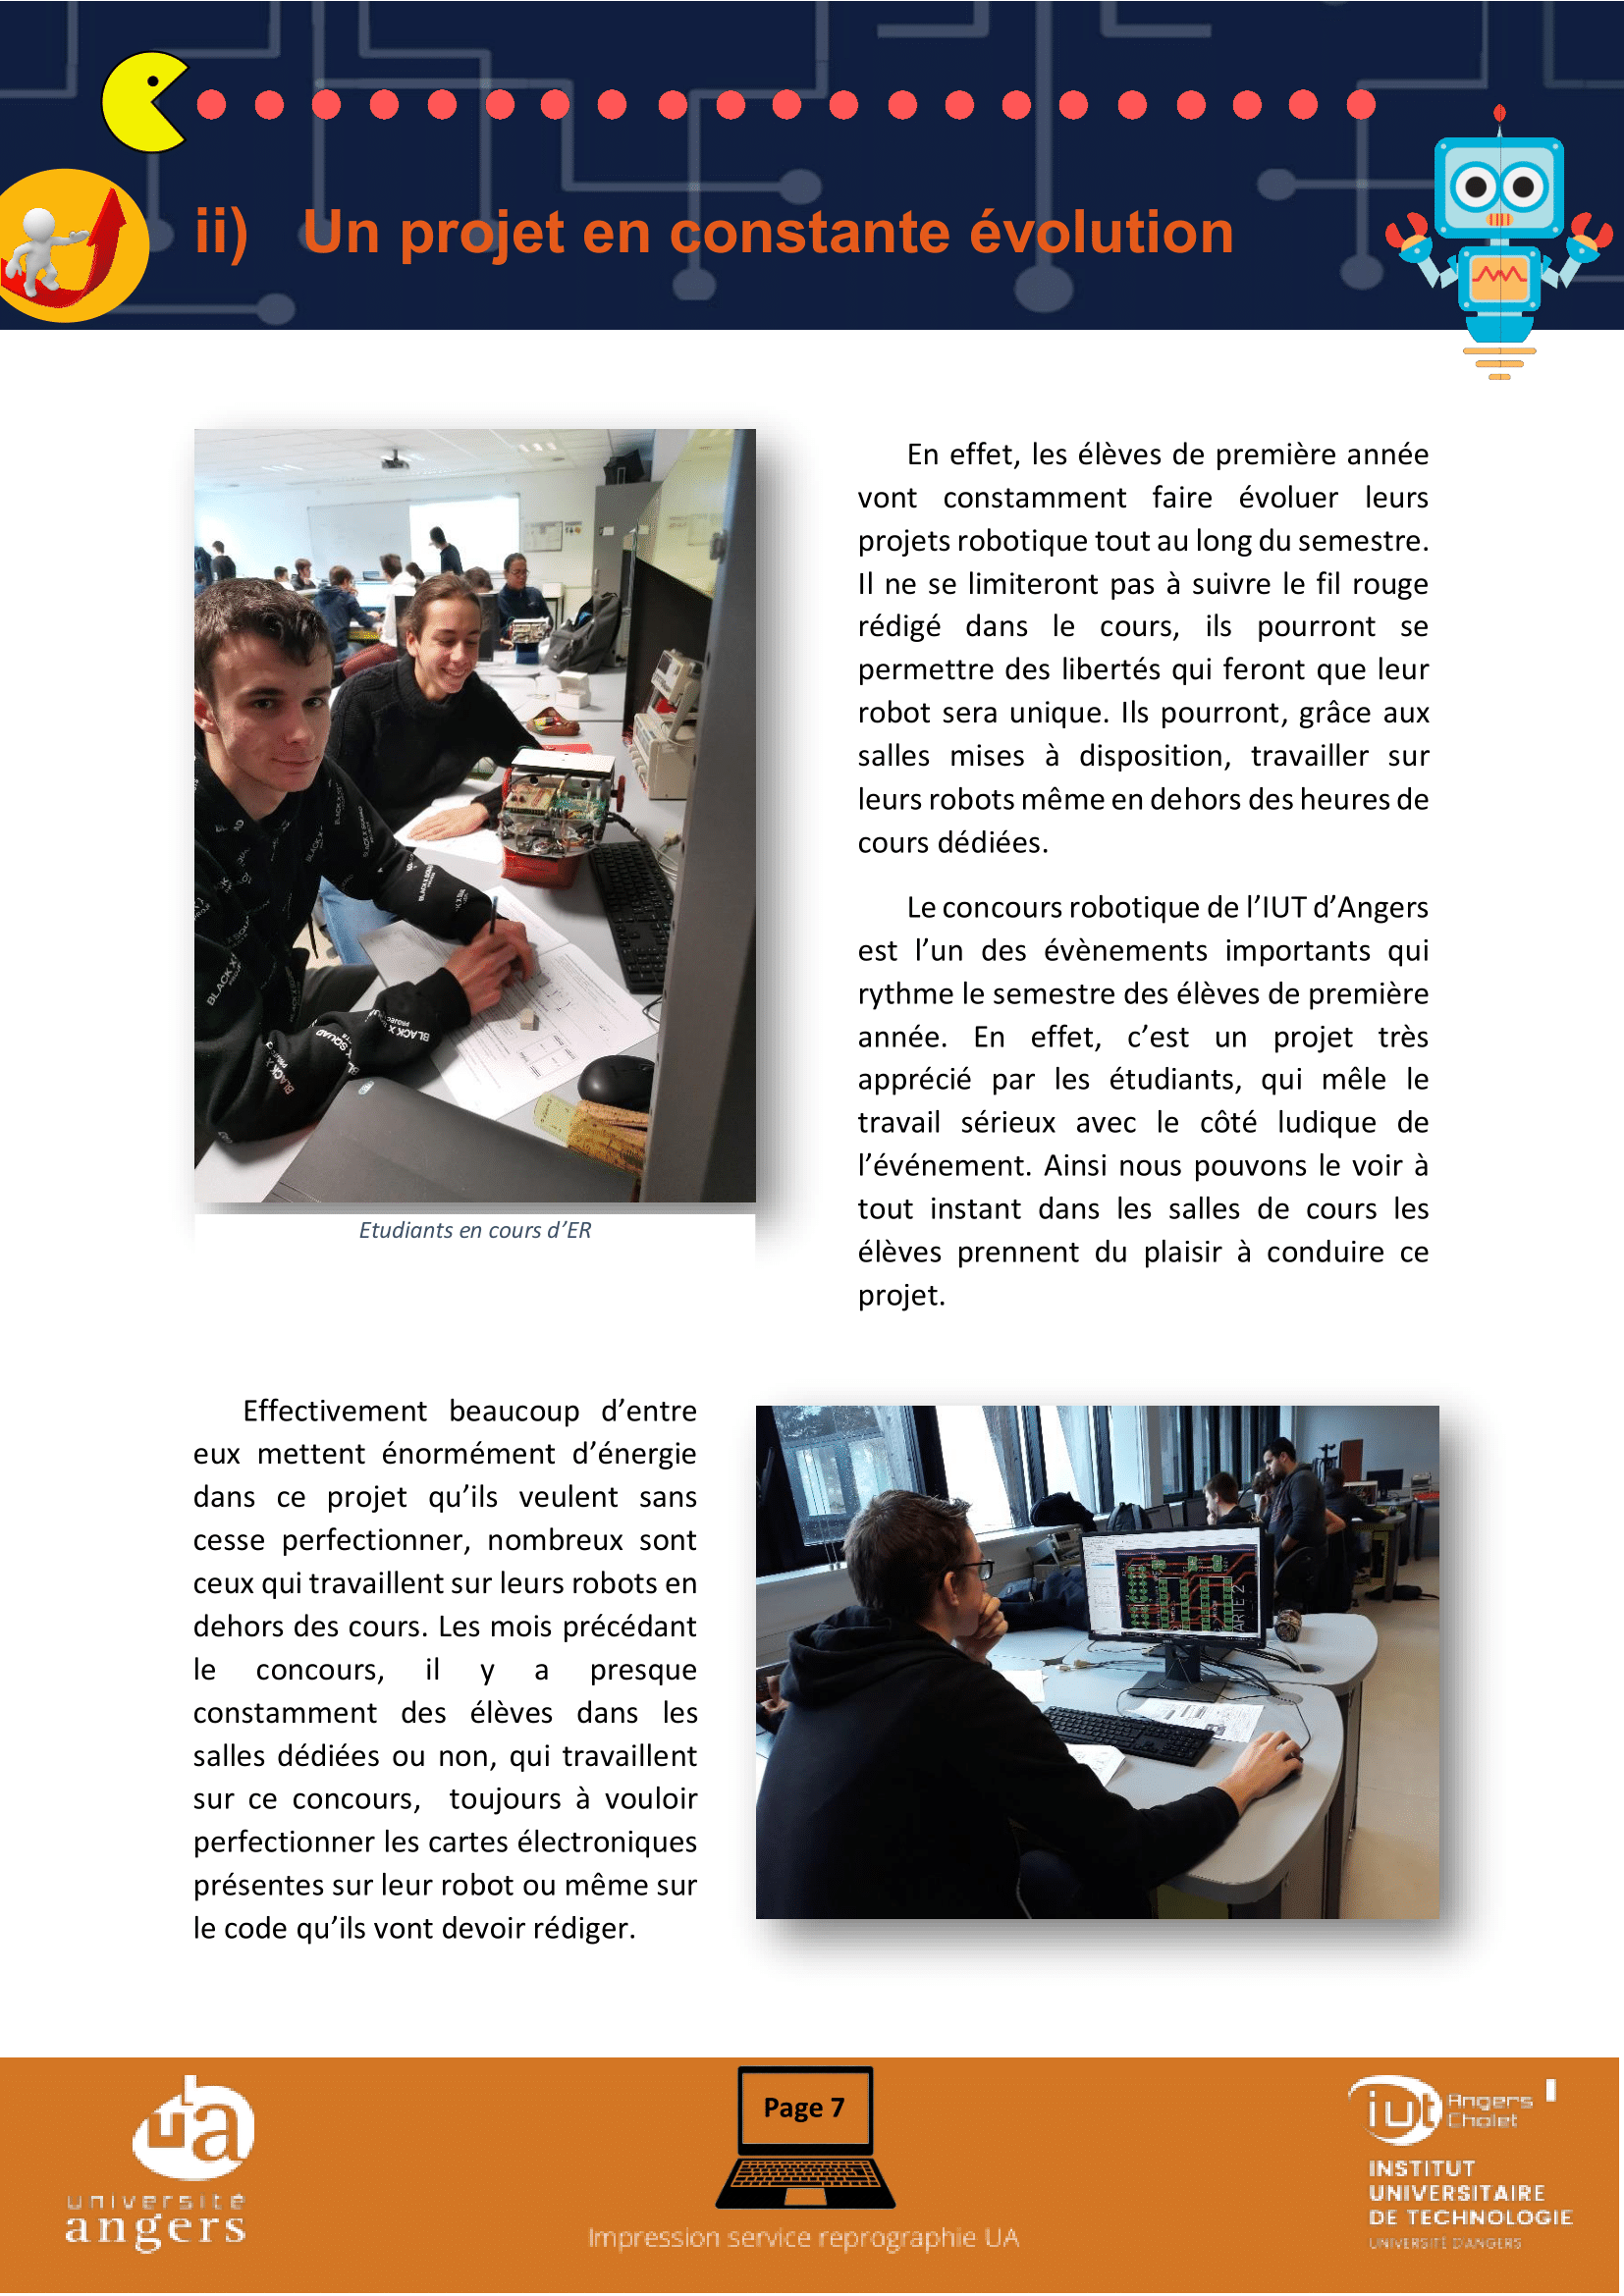 ii) Un projet en constante évolution
En effet, les élèves de première année
vont constamment faire évoluer leurs
projets robotique tout au long du semestre.
Il ne se limiteront pas à suivre le fil rouge
rédigé dans le cours, ils pourront se
permettre des libertés qui feront que leur
robot sera unique. Ils pourront, grâce aux
salles mises à disposition, travailler sur
leurs robots même en dehors des heures de
cours dédiées.
Le concours robotique de l’IUT d’Angers
est l’un des évènements importants qui
rythme le semestre des élèves de première
année. En effet, c’est un projet très
apprécié par les étudiants, qui mêle le
travail sérieux avec le côté ludique de
l’événement. Ainsi nous pouvons le voir à
tout instant dans les salles de cours les
élèves prennent du plaisir à conduire ce
projet.
BLACK X SQUAD
PROJECT
Etudiants en cours d’ER
Effectivement beaucoup d’entre
eux mettent énormément d’énergie
dans ce projet qu’ils veulent sans
cesse perfectionner, nombreux sont
ceux qui travaillent sur leurs robots en
dehors des cours. Les mois précédant
le concours, il y a presque
constamment des élèves dans les
salles dédiées ou non, qui travaillent
sur ce concours, toujours à vouloir
perfectionner les cartes électroniques
présentes sur leur robot ou même sur
le code qu’ils vont devoir rédiger.
ARTE 2
ua
université
angers
Page 7
Impression service reprographie UA
iut Angers
Cholet
INSTITUT
UNIVERSITAIRE
DE TECHNOLOGIE
UNIVERSITÉ D'ANGERS